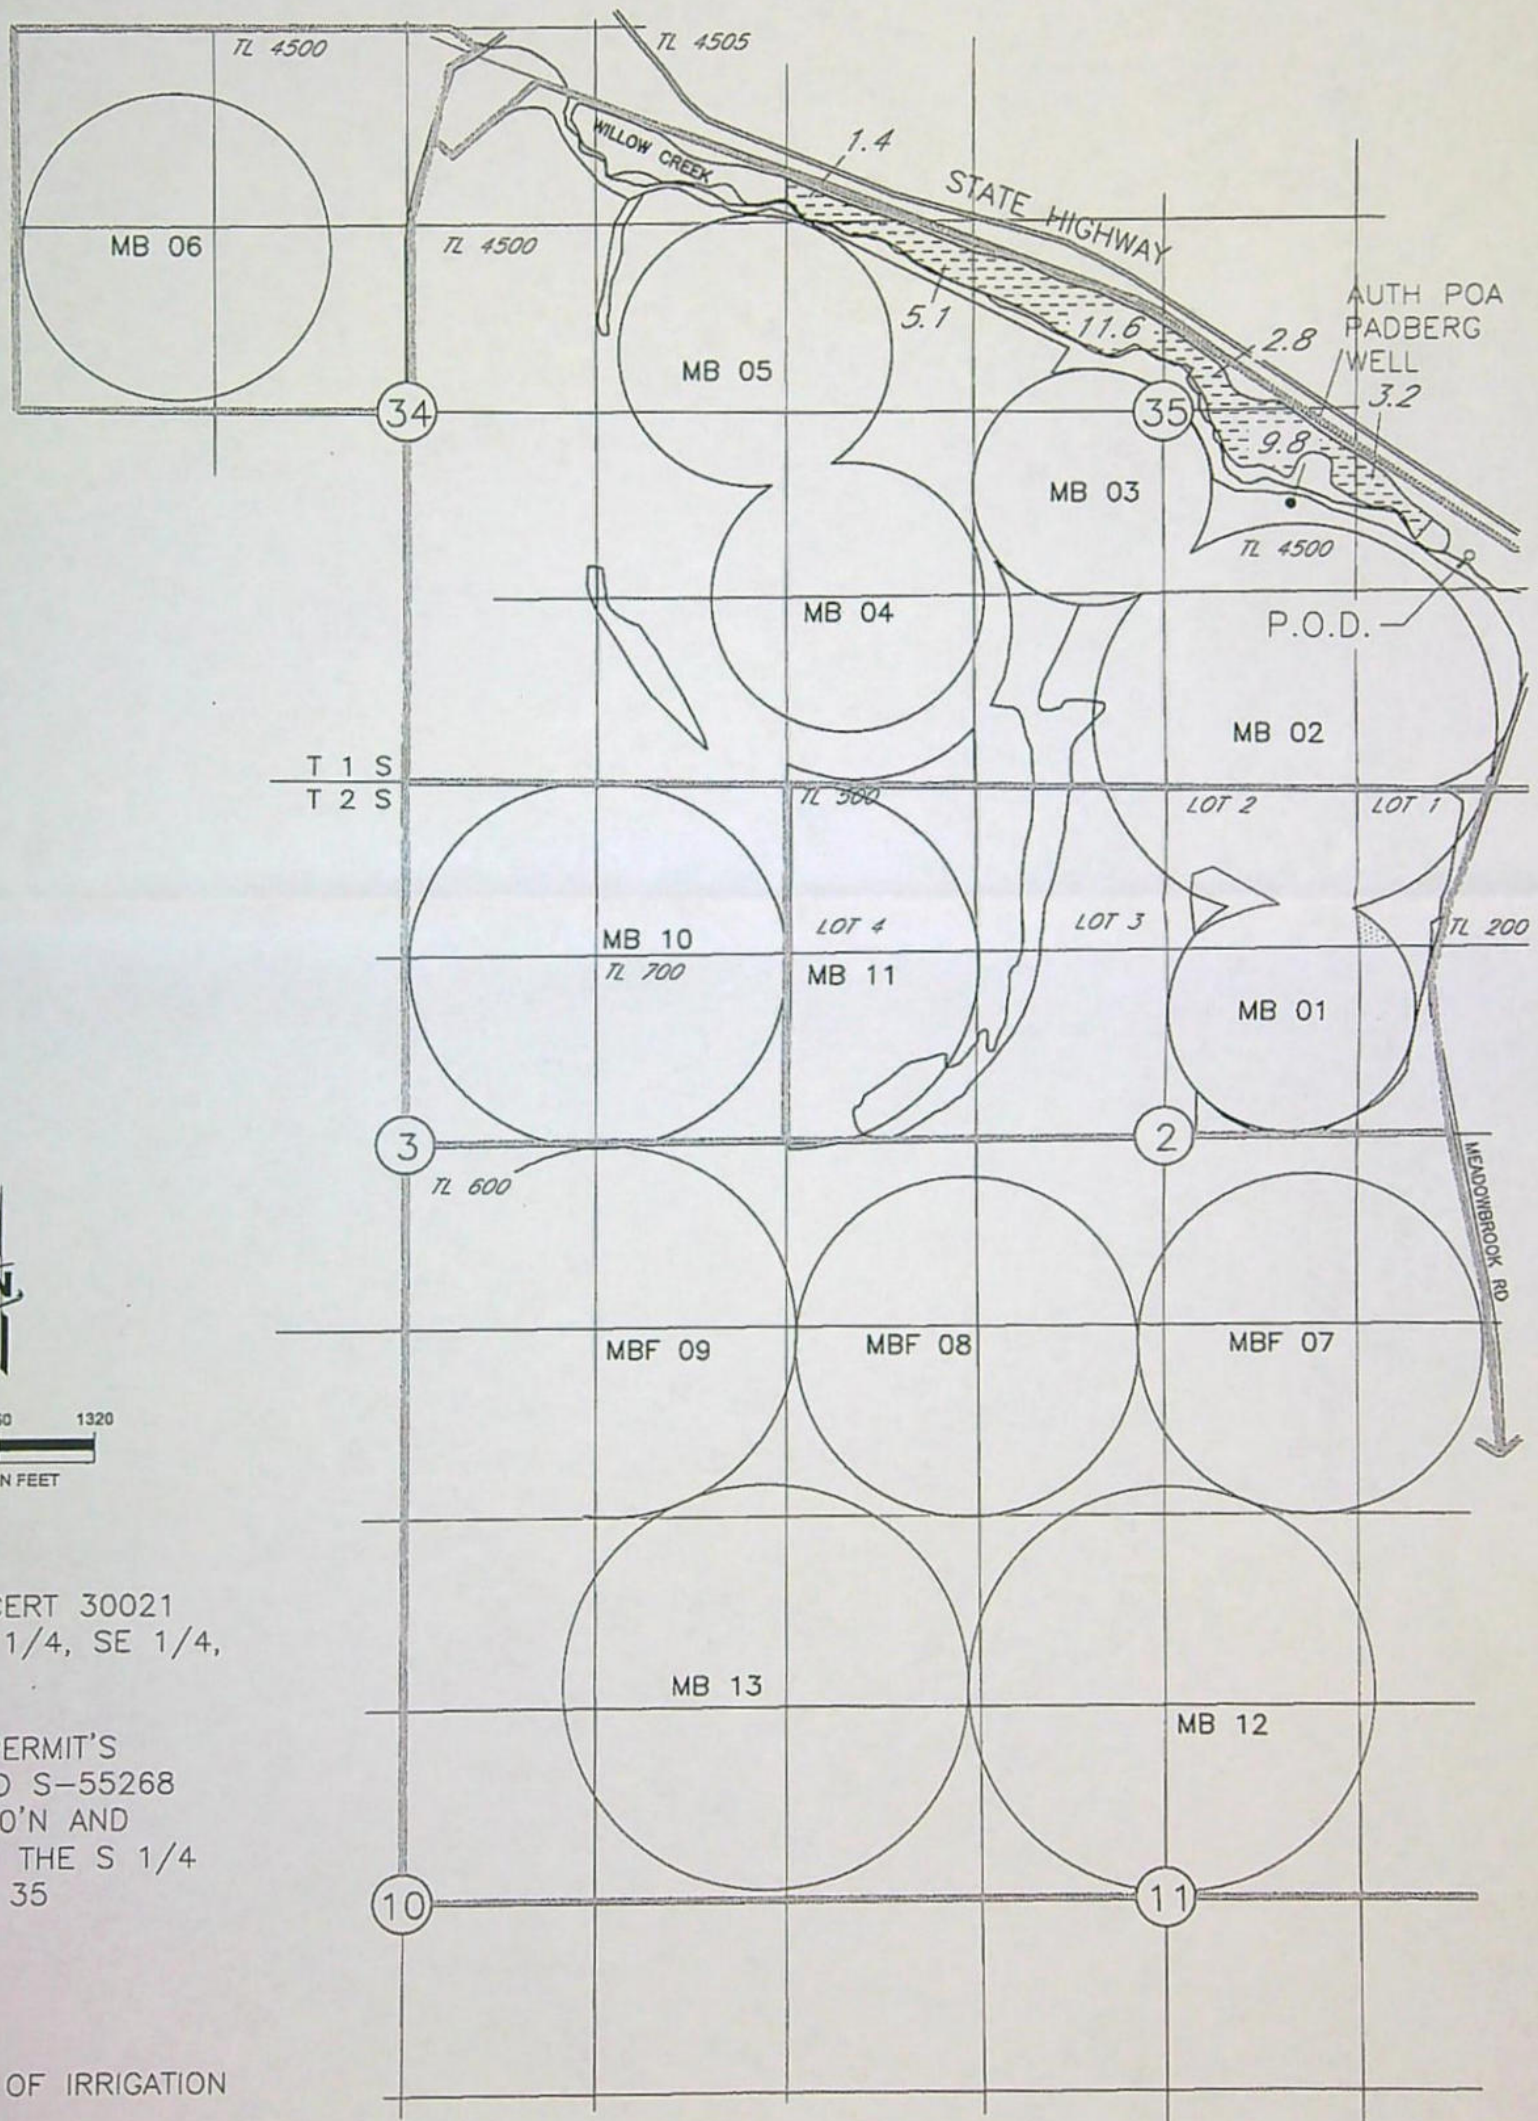 TL 4500
TL 4505
WILLOW CREEK
1.4
STATE HIGHWAY
MB 06
TL 4500
5.1
11.6
2.8
AUTH POA
PADBERG
WELL
3.2
MB 05
34
35
9.8
MB 03
TL 4500
MB 04
P.O.D.
MB 02
T 1 S
T 2 S
TL 500
LOT 2
LOT 1
LOT 4
LOT 3
TL 200
MB 10
TL 700
MB 11
MB 01
3
2
TL 600
MEADOWBROOK RD
N
MBF 09
MBF 08
MBF 07
1320
N FEET
CERT 30021
1/4, SE 1/4,
MB 13
MB 12
ERMIT'S
D S-55268
0'N AND
THE S 1/4
35
10
11
OF IRRIGATION